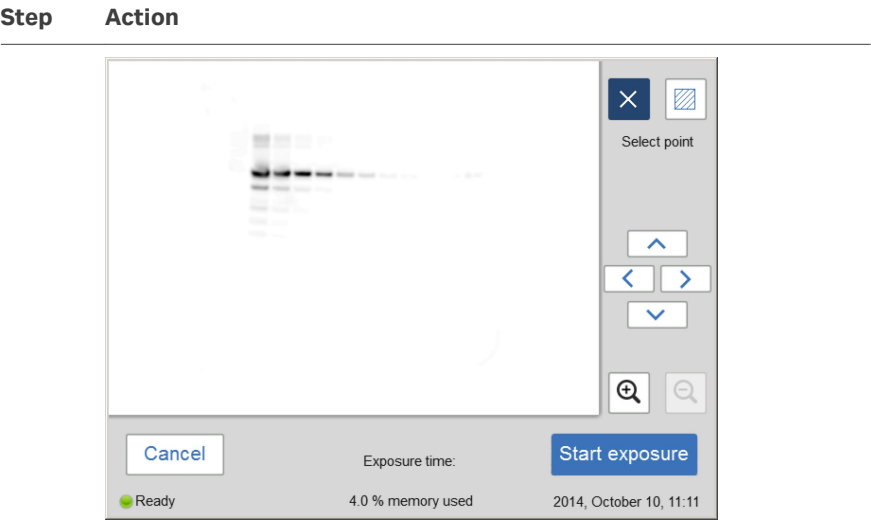 Step Action
Select point
Cancel
Exposure time:
Start exposure
Ready
4.0 % memory used
2014, October 10, 11:11